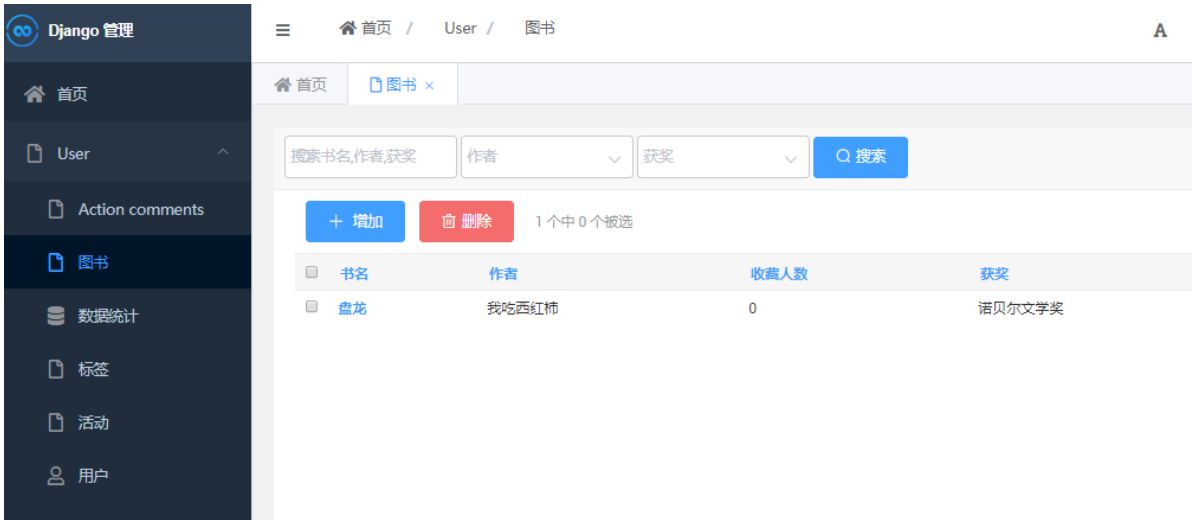 Django 管理
首页 / User / 图书
A
首页
User
Action comments
图书
数据统计
标签
活动
用户
首页 图书 ×
搜索书名,作者,获奖 作者 获奖 搜索
增加 删除 1 个中 0 个被选
书名 作者 收藏人数 获奖
盘龙 我吃西红柿 0 诺贝尔文学奖